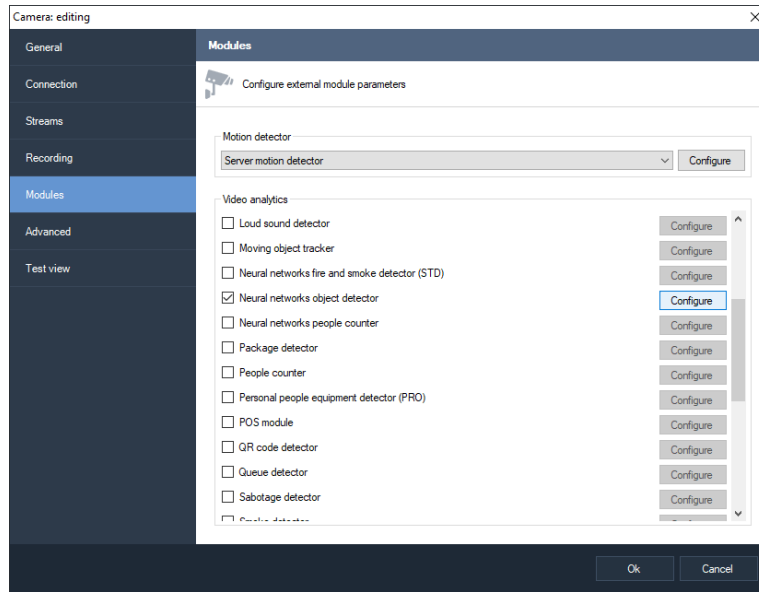 Camera: editing
General
Connection
Streams
Recording
Modules
Advanced
Test view
Modules
Configure external module parameters
Motion detector
Server motion detector Configure
Video analytics
Loud sound detector Configure
Moving object tracker Configure
Neural networks fire and smoke detector (STD) Configure
Neural networks object detector Configure
Neural networks people counter Configure
Package detector Configure
People counter Configure
Personal people equipment detector (PRO) Configure
POS module Configure
QR code detector Configure
Queue detector Configure
Sabotage detector Configure
Smoke detector
Ok Cancel